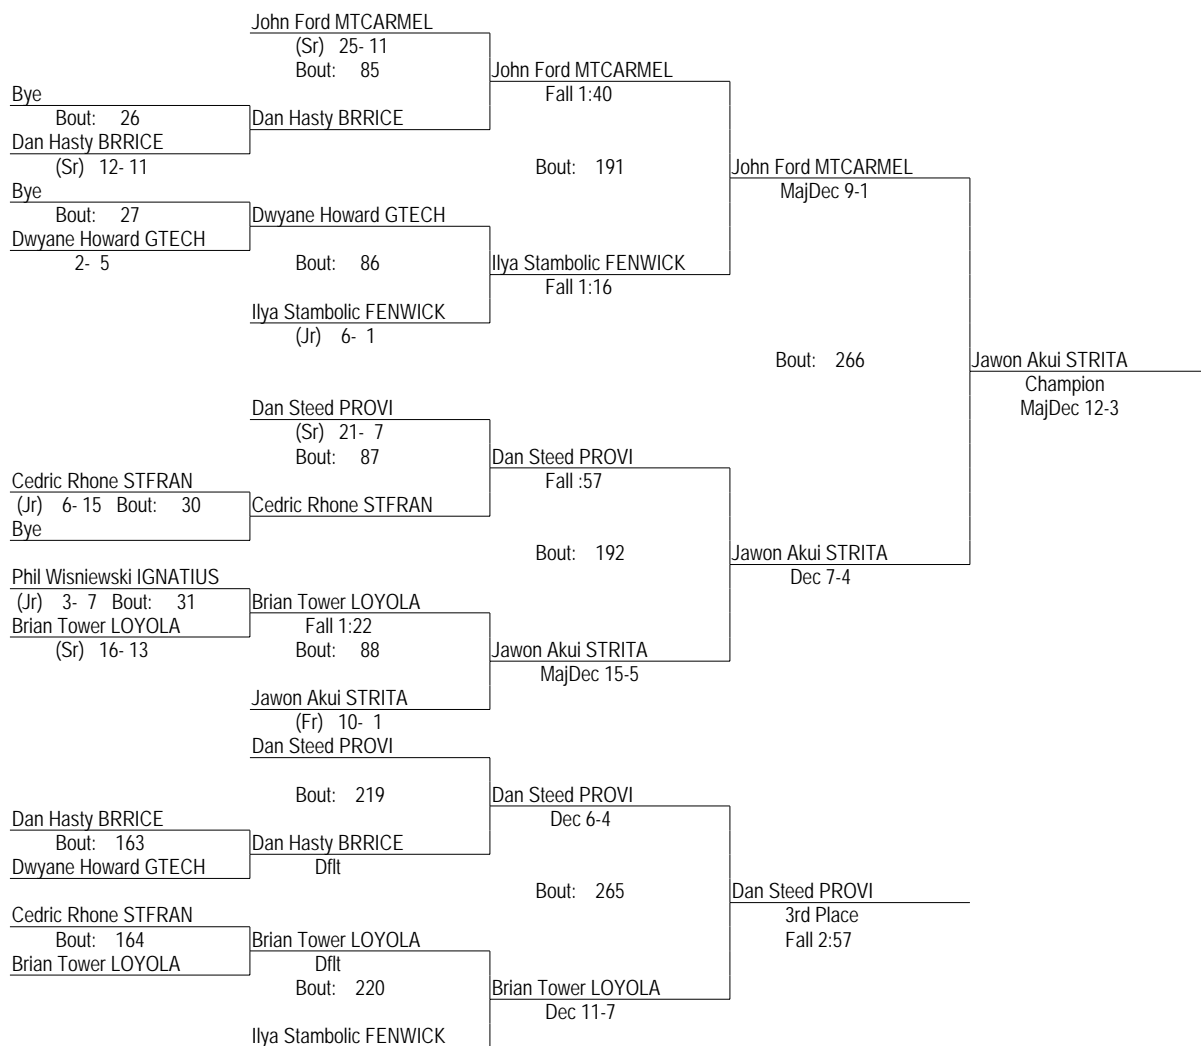 John Ford MTCARMEL
(Sr) 25- 11
Bout: 85
John Ford MTCARMEL
Fall 1:40
Bye
Bout: 26
Dan Hasty BRRICE
Dan Hasty BRRICE
(Sr) 12- 11
Bout: 191
John Ford MTCARMEL
MajDec 9-1
Bye
Bout: 27
Dwyane Howard GTECH
Dwyane Howard GTECH
2- 5
Bout: 86
Ilya Stambolic FENWICK
Fall 1:16
Ilya Stambolic FENWICK
(Jr) 6- 1
Bout: 266
Jawon Akui STRITA
Champion
MajDec 12-3
Dan Steed PROVI
(Sr) 21- 7
Bout: 87
Dan Steed PROVI
Fall :57
Cedric Rhone STFRAN
(Jr) 6- 15 Bout: 30
Cedric Rhone STFRAN
Bye
Bout: 192
Jawon Akui STRITA
Dec 7-4
Phil Wisniewski IGNATIUS
(Jr) 3- 7 Bout: 31
Brian Tower LOYOLA
Brian Tower LOYOLA
Fall 1:22
(Sr) 16- 13
Bout: 88
Jawon Akui STRITA
MajDec 15-5
Jawon Akui STRITA
(Fr) 10- 1
Dan Steed PROVI
Bout: 219
Dan Steed PROVI
Dec 6-4
Dan Hasty BRRICE
Bout: 163
Dan Hasty BRRICE
Dwyane Howard GTECH
Dflt
Bout: 265
Dan Steed PROVI
3rd Place
Fall 2:57
Cedric Rhone STFRAN
Bout: 164
Brian Tower LOYOLA
Brian Tower LOYOLA
Dflt
Bout: 220
Brian Tower LOYOLA
Dec 11-7
Ilya Stambolic FENWICK